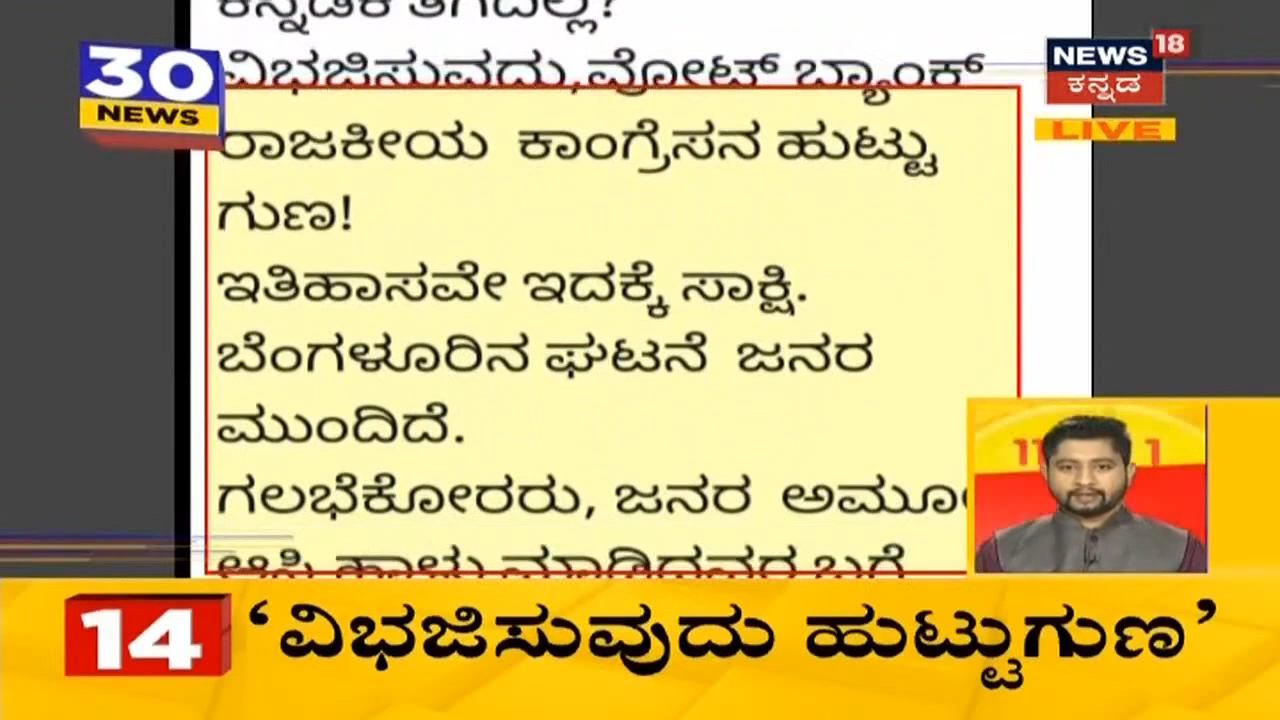 ವಿಭಜಿಸುವದು,ವೋಟ್ ಬ್ಯಾಂಕ್
ರಾಜಕೀಯ ಕಾಂಗ್ರೆಸನ ಹುಟ್ಟು
ಗುಣ!
ಇತಿಹಾಸವೇ ಇದಕ್ಕೆ ಸಾಕ್ಷಿ.
ಬೆಂಗಳೂರಿನ ಘಟನೆ ಜನರ
ಮುಂದಿದೆ.
ಗಲಭೆಕೋರರು, ಜನರ
30
NEWS
NEWS 18
ಕನ್ನಡ
LIVE
14
‘ವಿಭಜಿಸುವುದು ಹುಟ್ಟುಗುಣ’